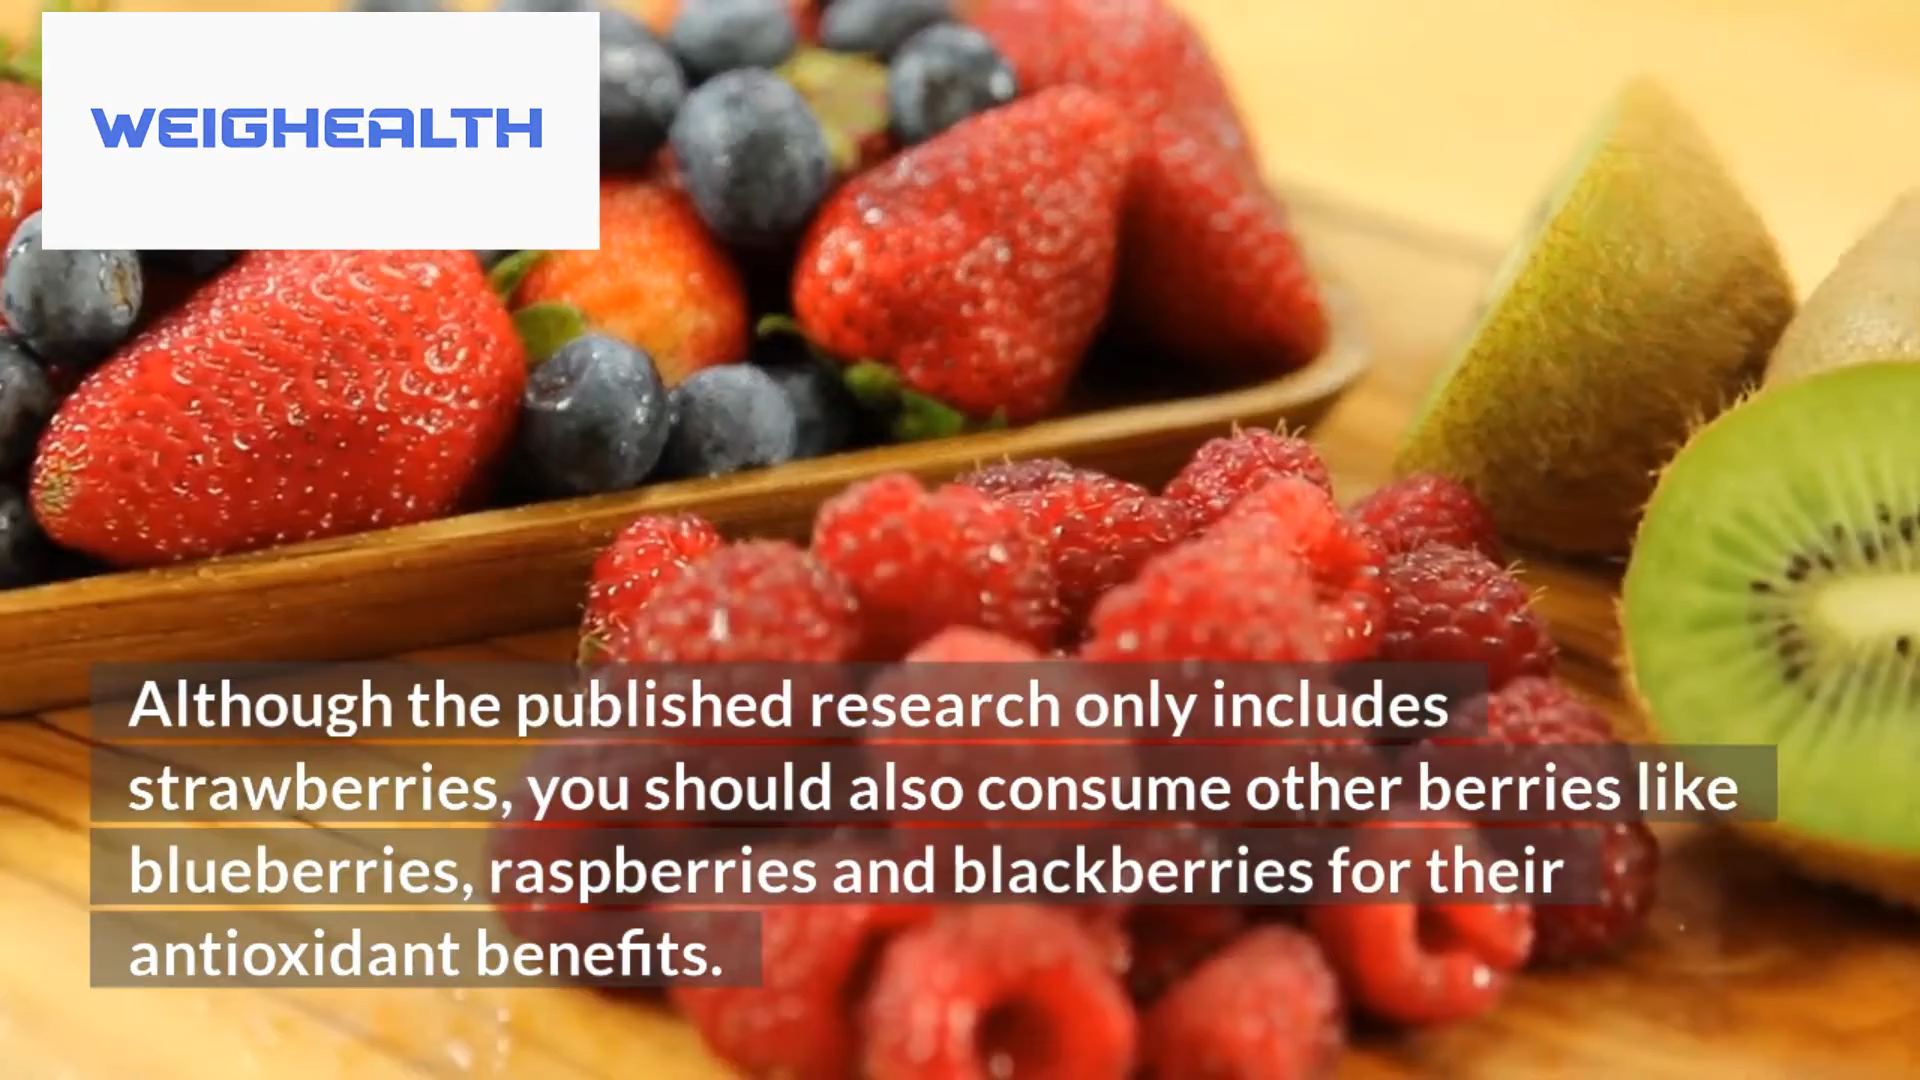 WEIGHEALTH
Although the published research only includes
strawberries, you should also consume other berries like
blueberries, raspberries and blackberries for their
antioxidant benefits.